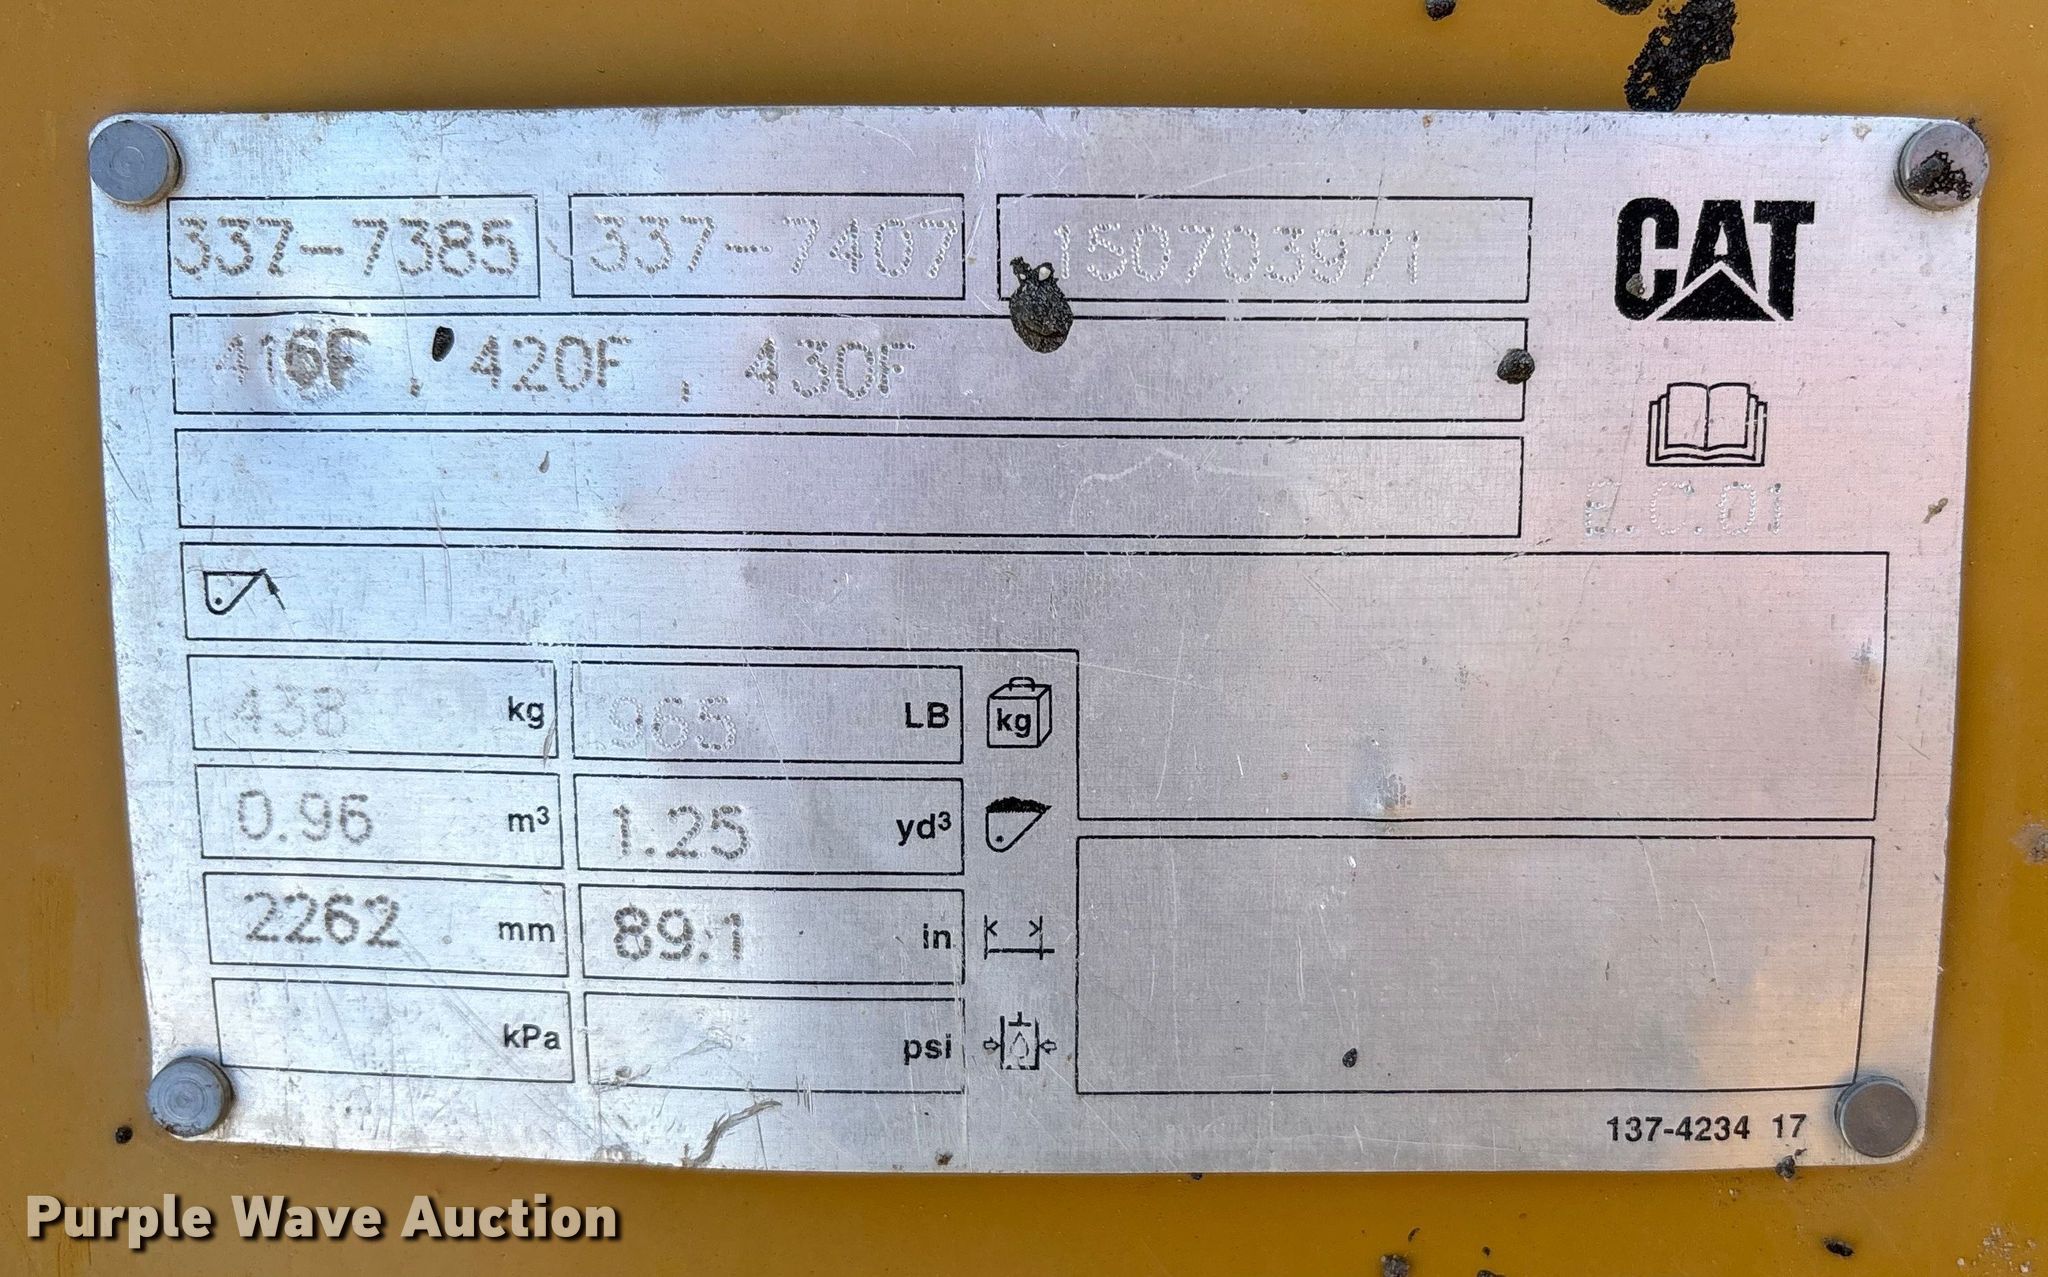 337-7385 337-7407 150703971 CAT
416F , 420F , 430F
E.C.01
438 kg 965 LB kg
0.96 m³ 1.25 yd³
2262 mm 89.1 in
kPa psi
137-4234 17
Purple Wave Auction